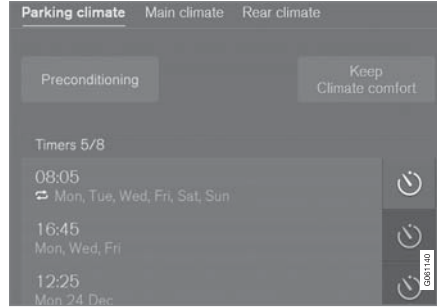 Parking climate Main climate Rear climate
Preconditioning
Keep
Climate comfort
Timers 5/8
08:05
Mon, Tue, Wed, Fri, Sat, Sun
16:45
Mon, Wed, Fri
12:25
Mon 24 Dec
G061140